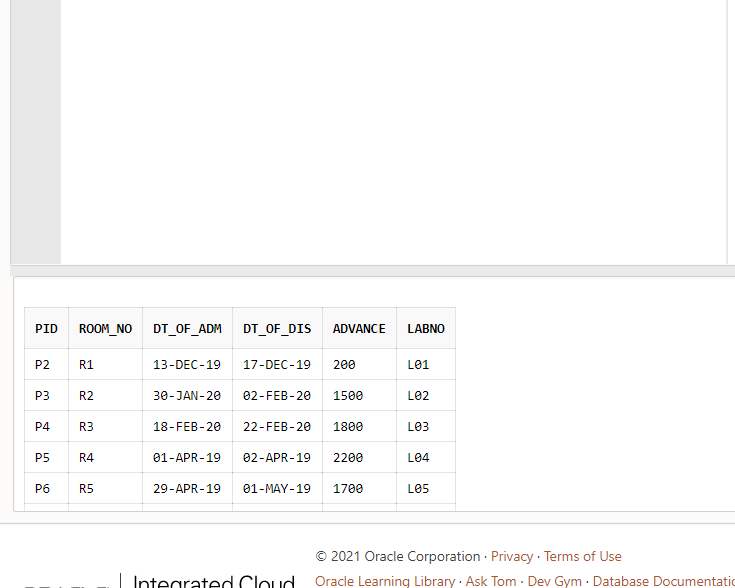 PID ROOM_NO DT_OF_ADM DT_OF_DIS ADVANCE LABNO
P2 R1 13-DEC-19 17-DEC-19 200 L01
P3 R2 30-JAN-20 02-FEB-20 1500 L02
P4 R3 18-FEB-20 22-FEB-20 1800 L03
P5 R4 01-APR-19 02-APR-19 2200 L04
P6 R5 29-APR-19 01-MAY-19 1700 L05
© 2021 Oracle Corporation · Privacy · Terms of Use
Integrated Cloud
Oracle Learning Library · Ask Tom · Dev Gym · Database Documentatio